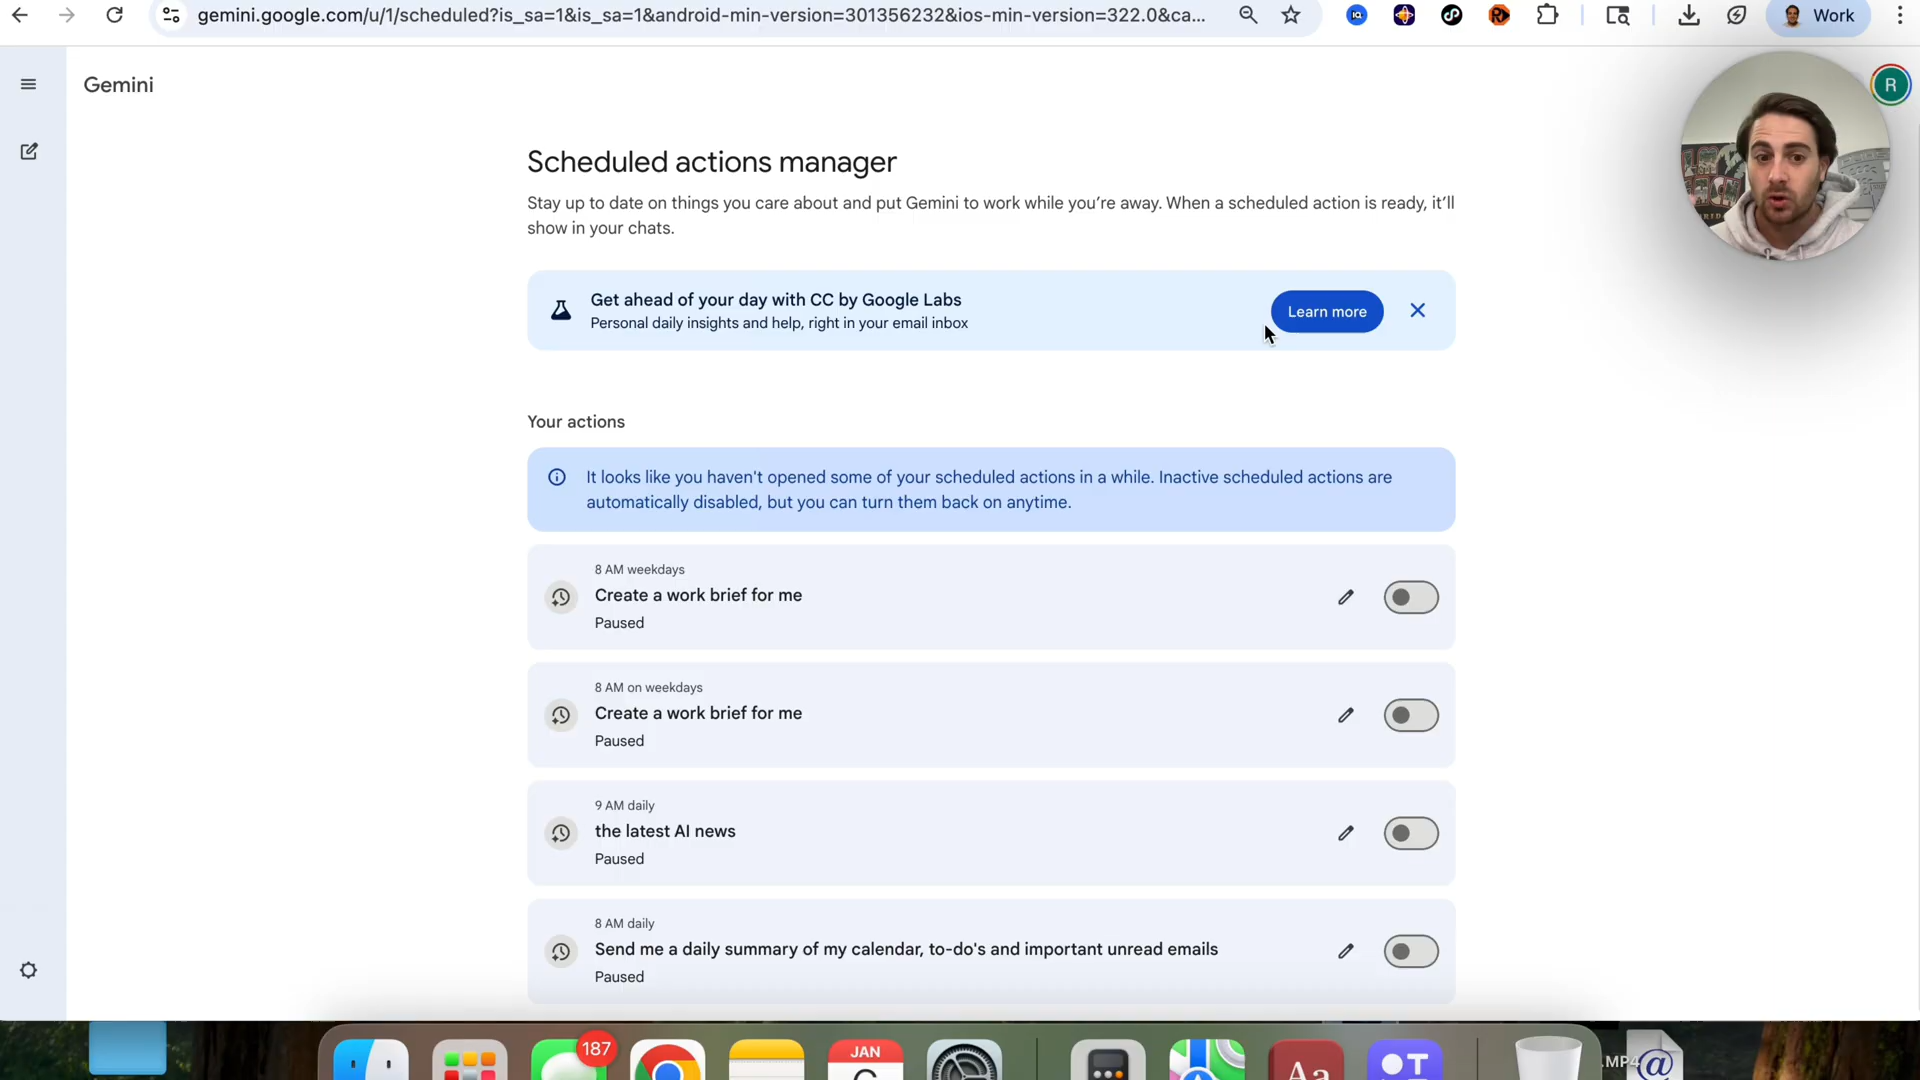 gemini.google.com/u/1/scheduled?is_sa=1&is_sa=1&android-min-version=301356232&ios-min-version=322.0&ca...
Work
Gemini
R
Scheduled actions manager
Stay up to date on things you care about and put Gemini to work while you're away. When a scheduled action is ready, it'll
show in your chats.
Get ahead of your day with CC by Google Labs
Personal daily insights and help, right in your email inbox
Learn more
Your actions
It looks like you haven't opened some of your scheduled actions in a while. Inactive scheduled actions are
automatically disabled, but you can turn them back on anytime.
8 AM weekdays
Create a work brief for me
Paused
8 AM on weekdays
Create a work brief for me
Paused
9 AM daily
the latest AI news
Paused
8 AM daily
Send me a daily summary of my calendar, to-do's and important unread emails
Paused
187
JAN
Aa
T
.MP4
@